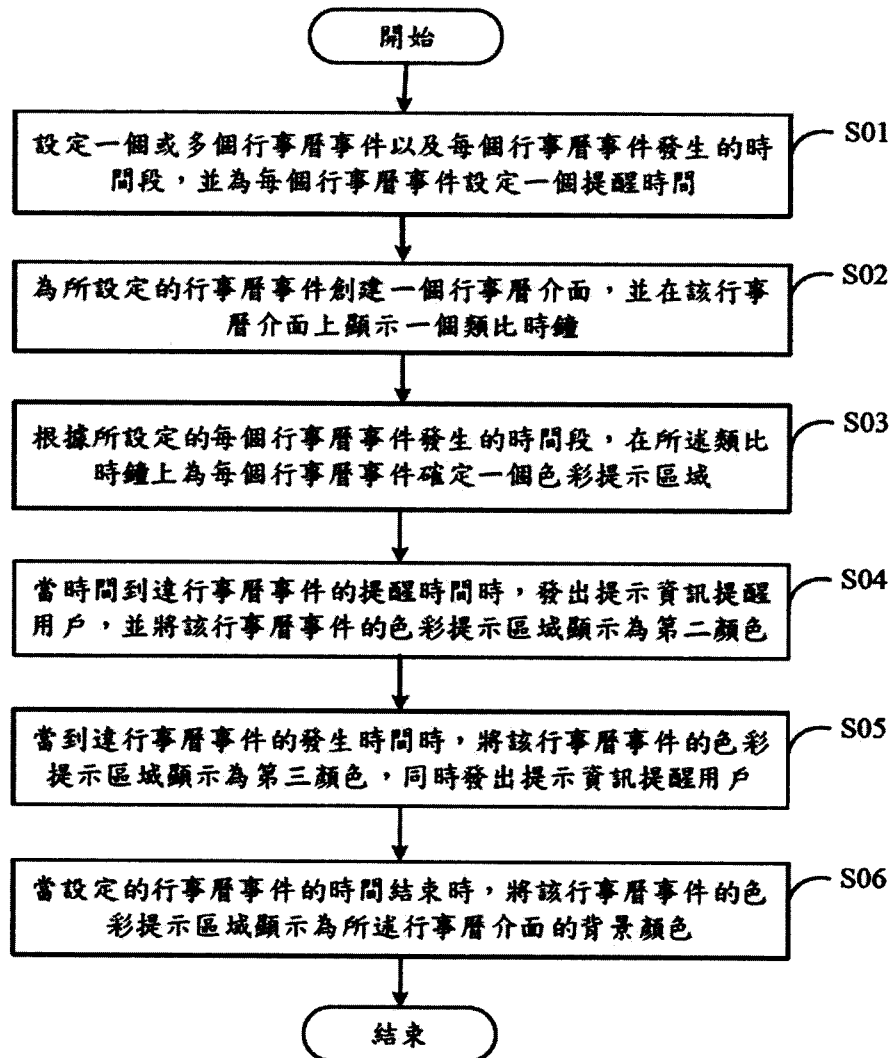 開始
設定一個或多個行事曆事件以及每個行事曆事件發生的時
間段，並為每個行事曆事件設定一個提醒時間
S01
為所設定的行事曆事件創建一個行事曆介面，並在該行事
曆介面上顯示一個類比時鐘
S02
根據所設定的每個行事曆事件發生的時間段，在所述類比
時鐘上為每個行事曆事件確定一個色彩提示區域
S03
當時間到達行事曆事件的提醒時間時，發出提示資訊提醒
用戶，並將該行事曆事件的色彩提示區域顯示為第二顏色
S04
當到達行事曆事件的發生時間時，將該行事曆事件的色彩
提示區域顯示為第三顏色，同時發出提示資訊提醒用戶
S05
當設定的行事曆事件的時間結束時，將該行事曆事件的色
彩提示區域顯示為所述行事曆介面的背景顏色
S06
結束